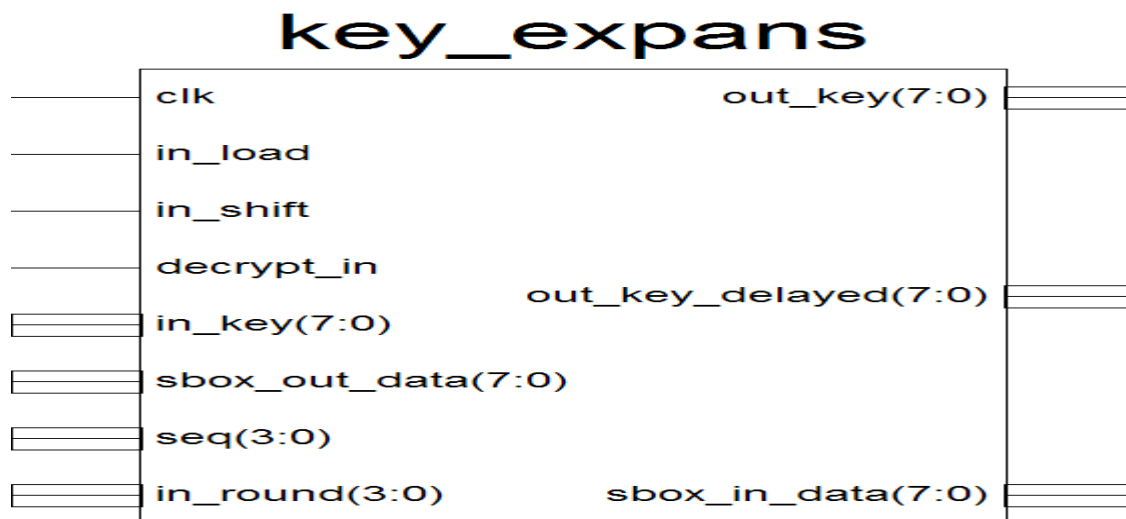 key_expans
clk
out_key(7:0)
in_load
in_shift
decrypt_in
out_key_delayed(7:0)
in_key(7:0)
sbox_out_data(7:0)
seq(3:0)
in_round(3:0)
sbox_in_data(7:0)